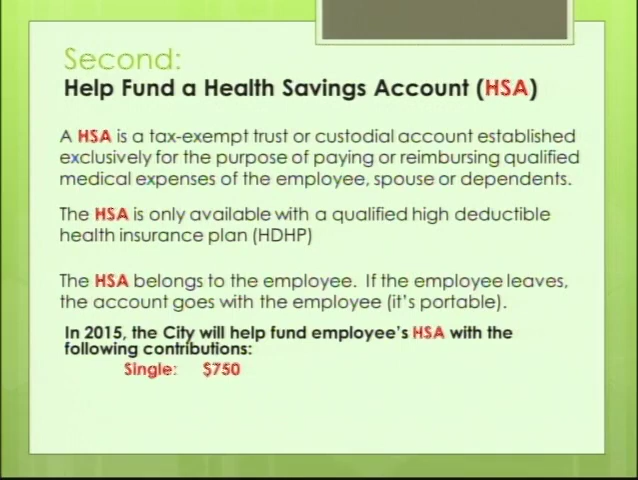 Second:
Help Fund a Health Savings Account (HSA)
A HSA is a tax-exempt trust or custodial account established
exclusively for the purpose of paying or reimbursing qualified
medical expenses of the employee, spouse or dependents.
The HSA is only available with a qualified high deductible
health insurance plan (HDHP)
The HSA belongs to the employee. If the employee leaves,
the account goes with the employee (it's portable).
In 2015, the City will help fund employee's HSA with the
following contributions:
Single: $750